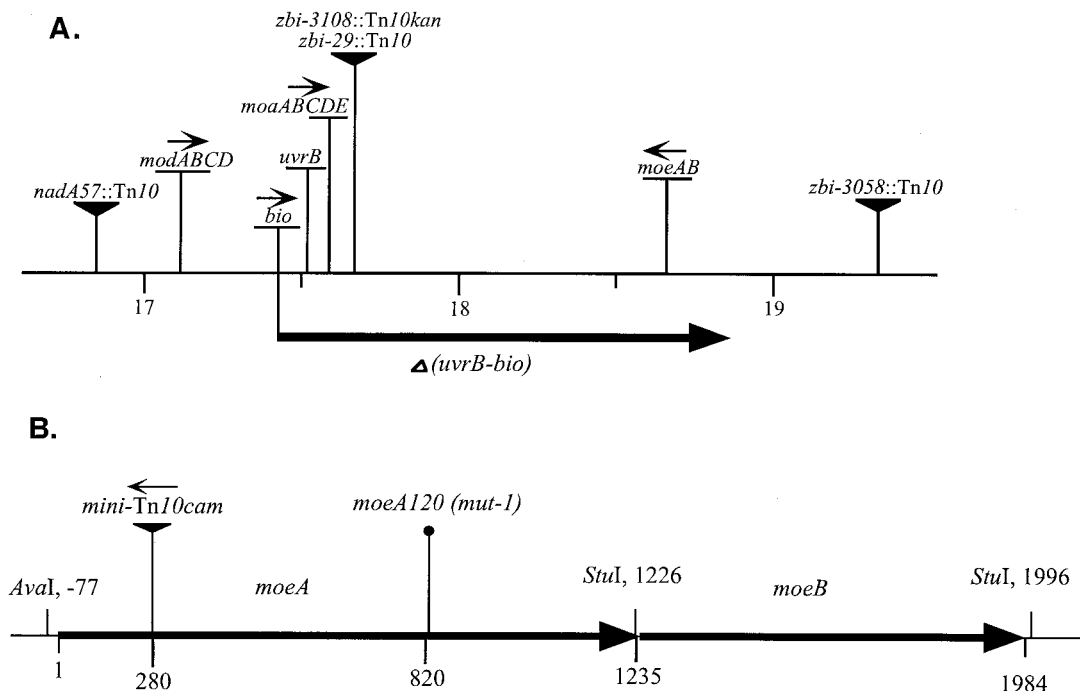 A.
zbi-3108::Tn10kan
zbi-29::Tn10
moaABCDE
modABCD
uvrB
moeAB
nadA57::Tn10
bio
zbi-3058::Tn10
17
18
19
Δ(uvrB-bio)
B.
mini-Tn10cam
moeA120 (mut-1)
AvaI, -77
moeA
StuI, 1226
moeB
StuI, 1996
1
280
820
1235
1984